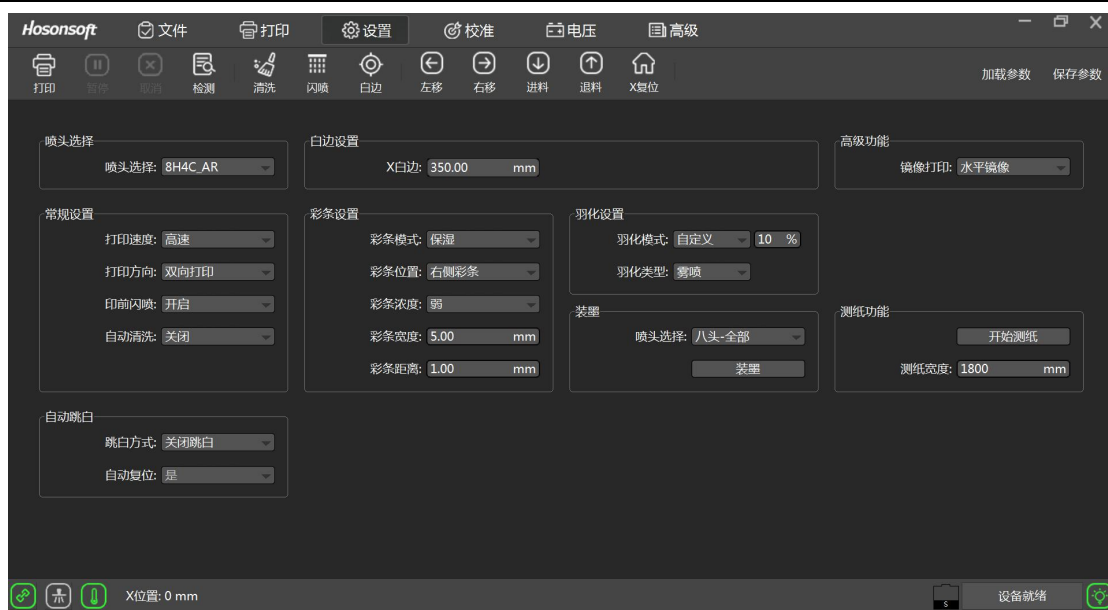 Hosonsoft 文件 打印 设置 校准 电压 高级
打印 暂停 取消 检测 清洗 闪喷 白边 左移 右移 进料 退料 X复位 加载参数 保存参数
喷头选择 白边设置 高级功能
喷头选择: 8H4C_AR X白边: 350.00 mm 镜像打印: 水平镜像
常规设置 彩条设置 羽化设置
打印速度: 高速 彩条模式: 保湿 羽化模式: 自定义 10 %
打印方向: 双向打印 彩条位置: 右侧彩条 羽化类型: 雾喷
印前闪喷: 开启 彩条浓度: 弱
装墨 测纸功能
自动清洗: 关闭 彩条宽度: 5.00 mm 喷头选择: 八头-全部 开始测纸
彩条距离: 1.00 mm 装墨 测纸宽度: 1800 mm
自动跳白
跳白方式: 关闭跳白
自动复位: 是
X位置: 0 mm S 设备就绪